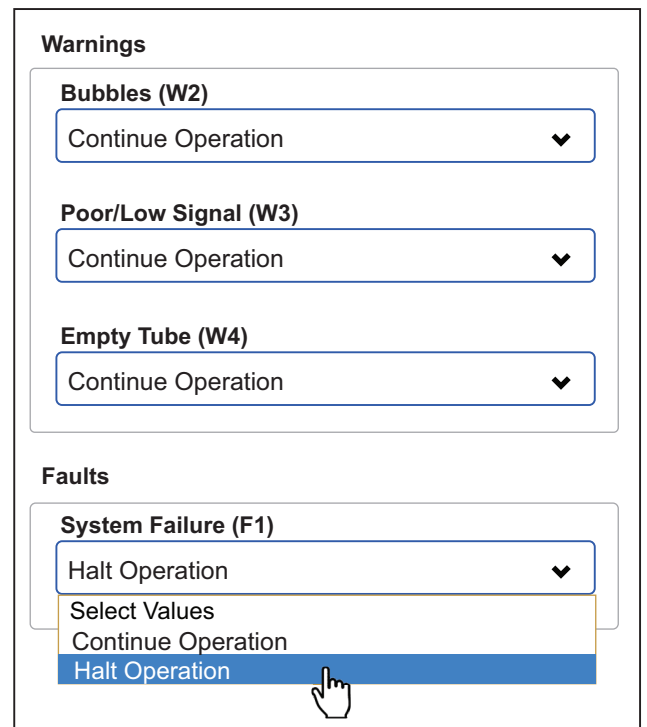 Warnings
Bubbles (W2)
Continue Operation
Poor/Low Signal (W3)
Continue Operation
Empty Tube (W4)
Continue Operation
Faults
System Failure (F1)
Halt Operation
Select Values
Continue Operation
Halt Operation